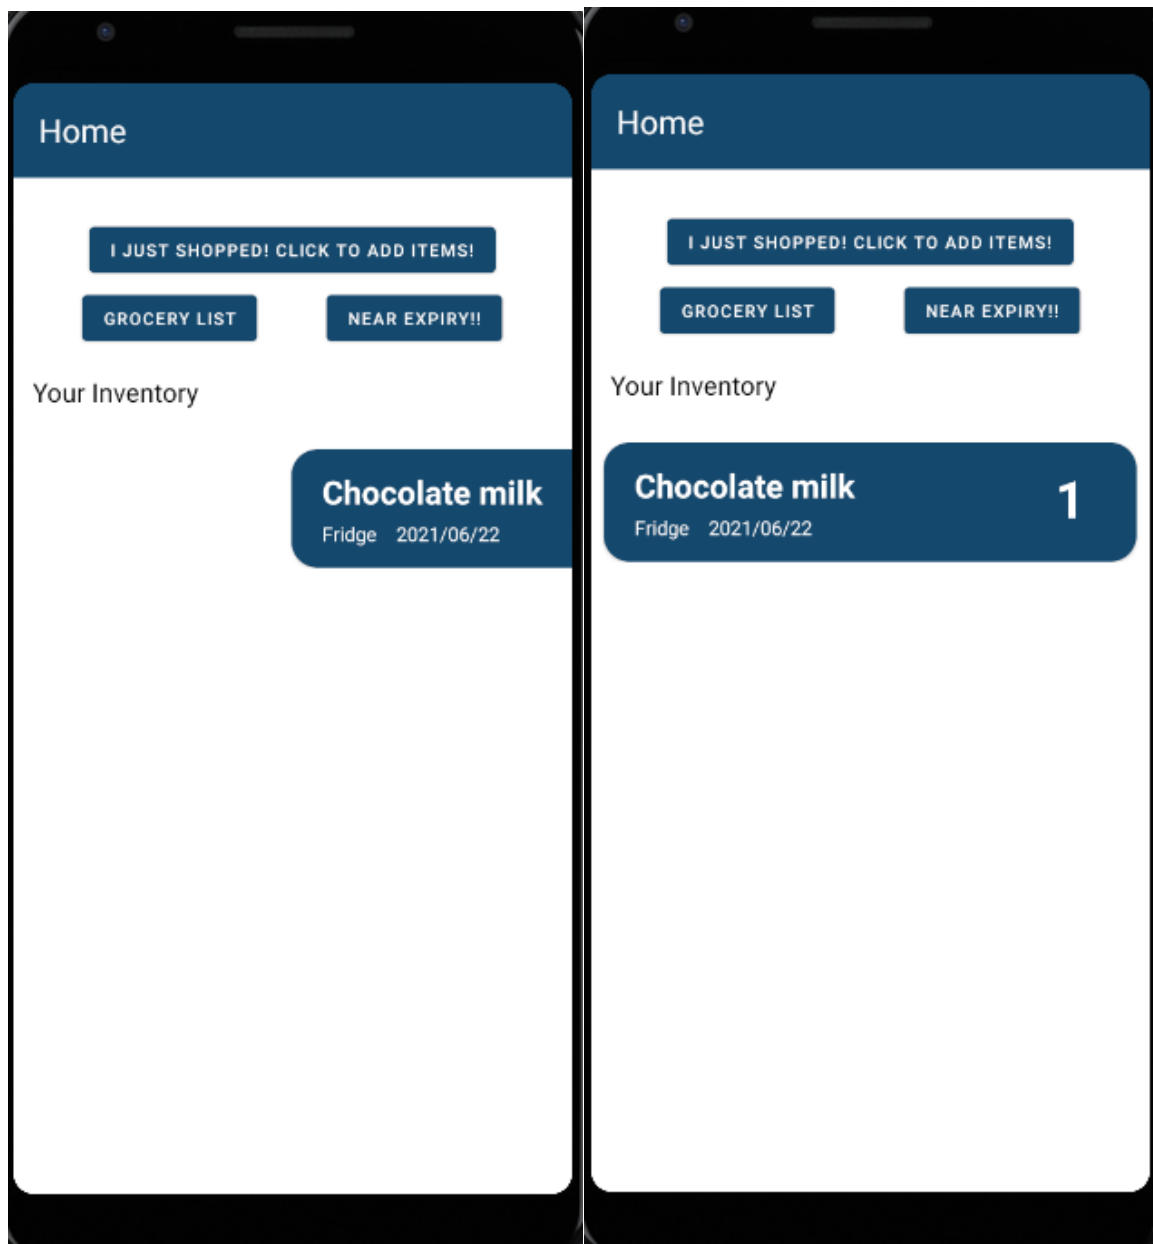 Home
I JUST SHOPPED! CLICK TO ADD ITEMS!
GROCERY LIST NEAR EXPIRY!!
Your Inventory
Chocolate milk
Fridge 2021/06/22
Home
I JUST SHOPPED! CLICK TO ADD ITEMS!
GROCERY LIST NEAR EXPIRY!!
Your Inventory
Chocolate milk 1
Fridge 2021/06/22